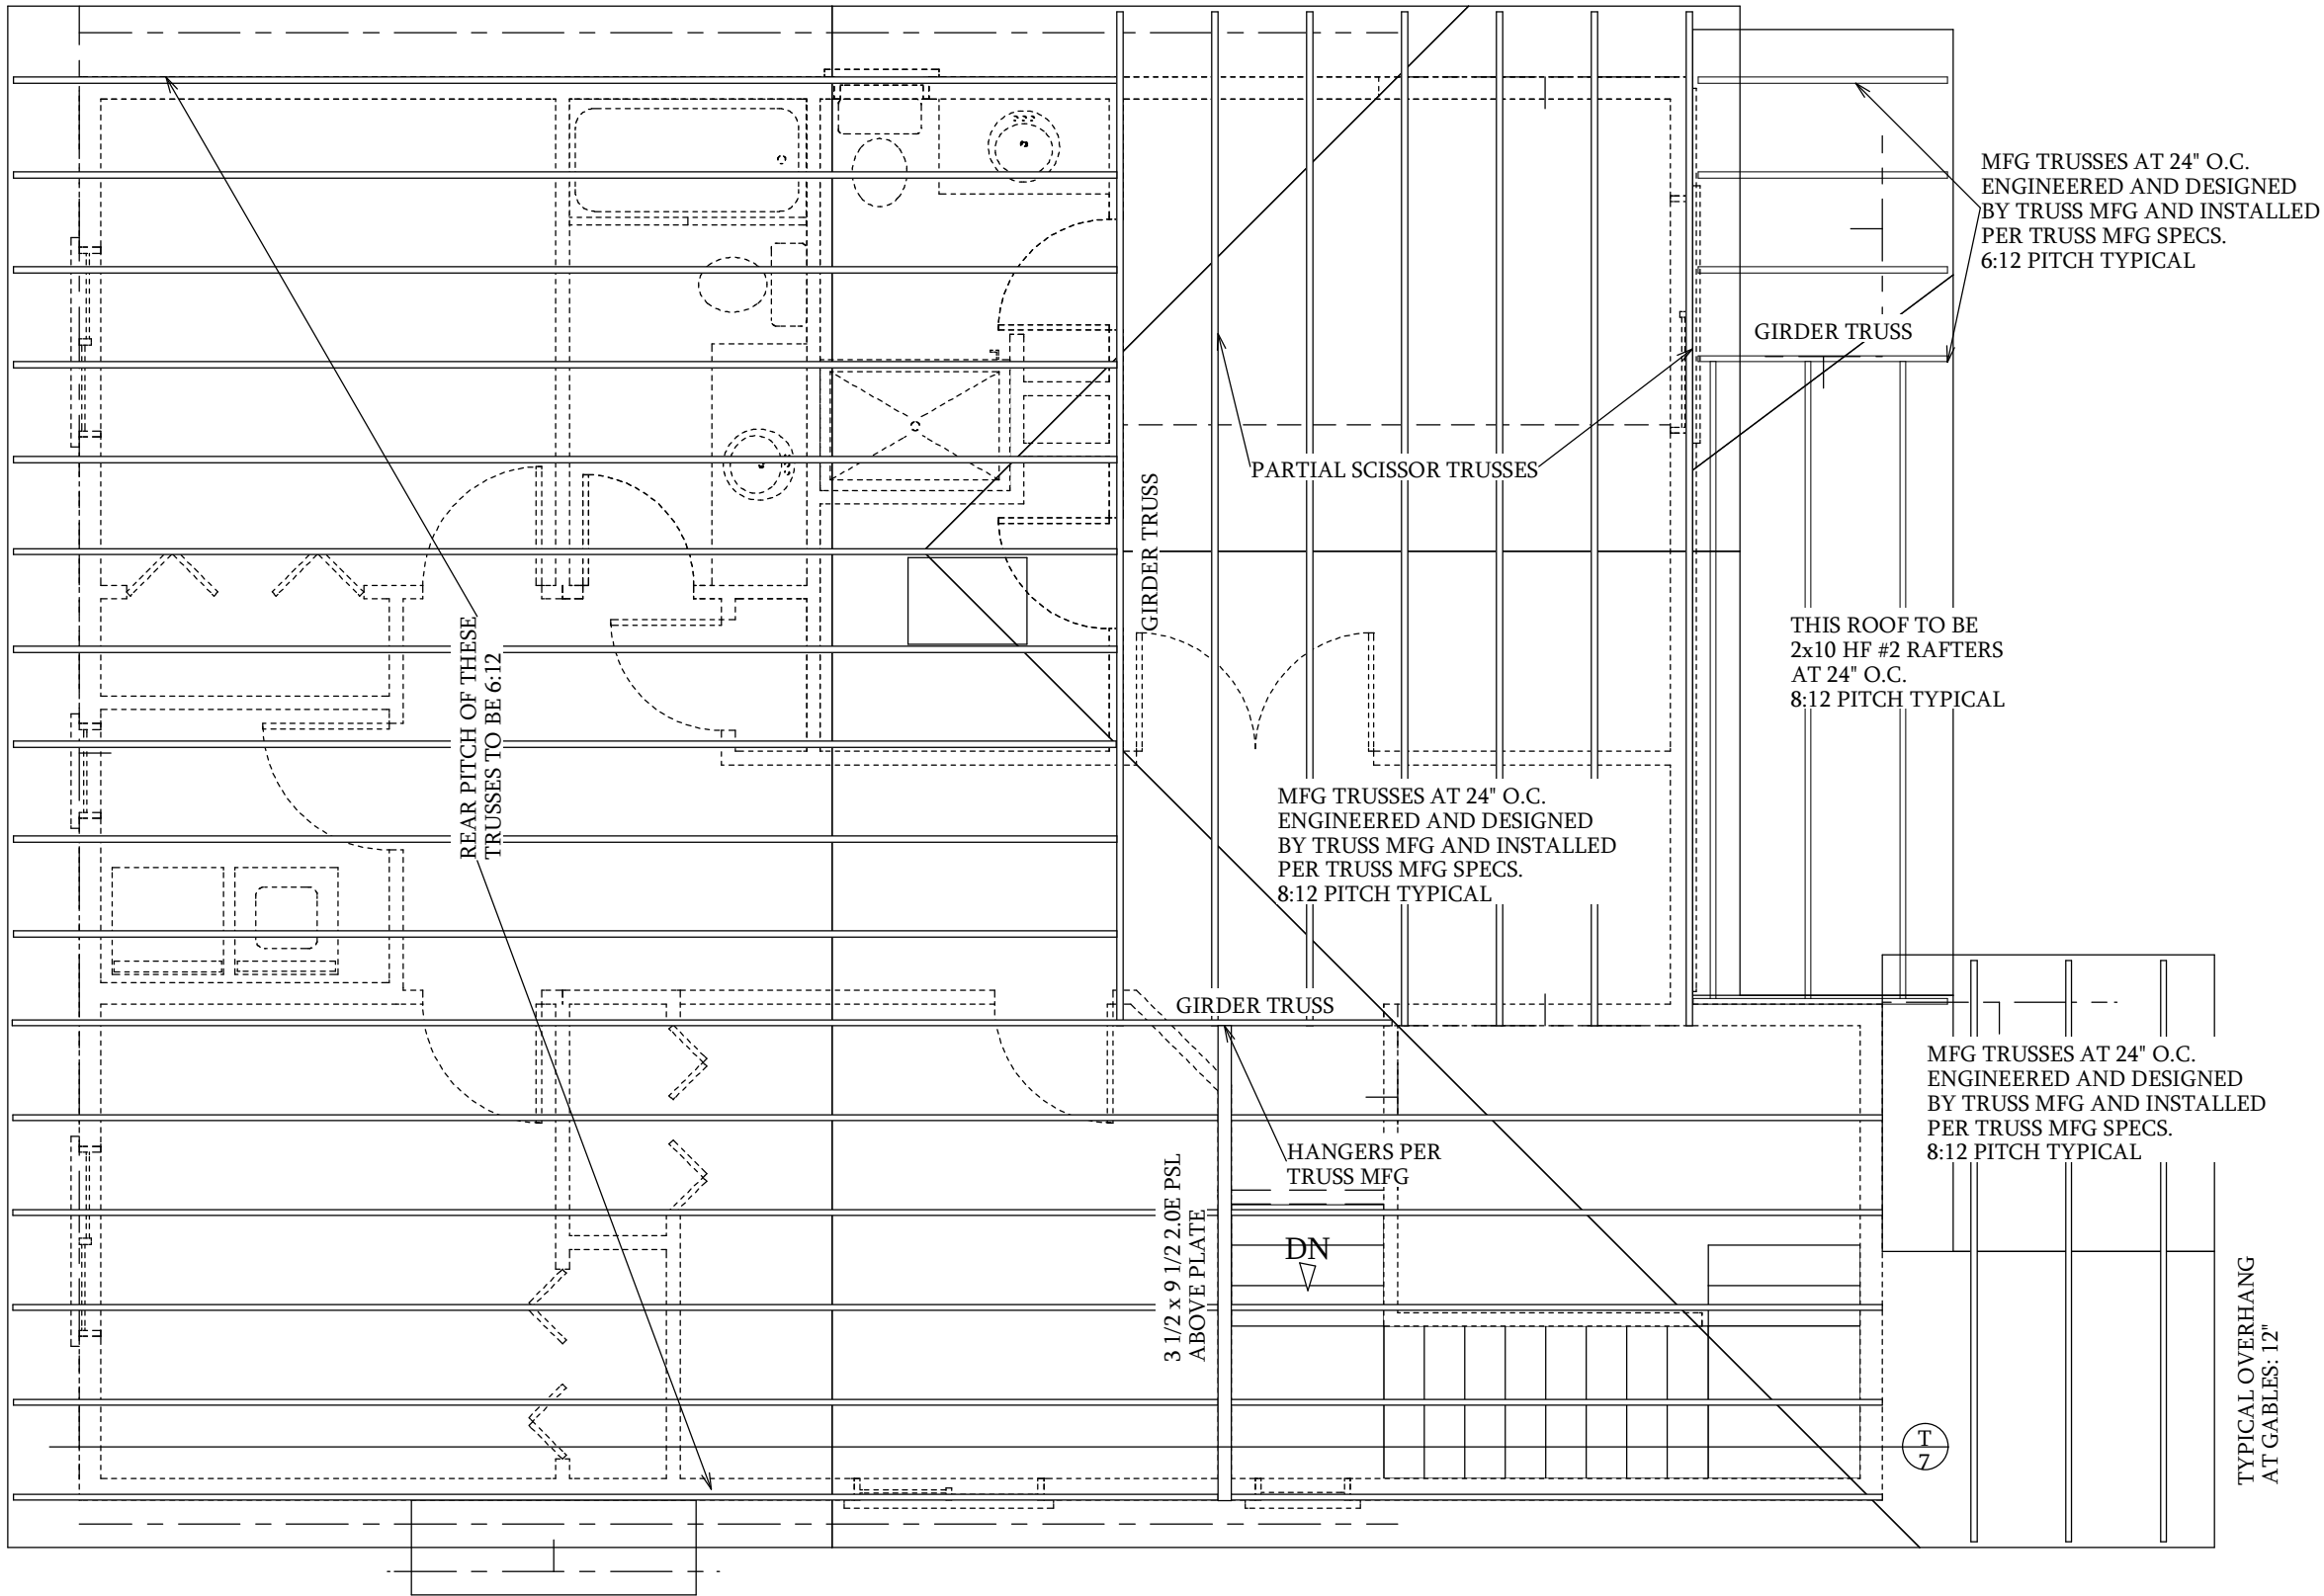 MFG TRUSSES AT 24" O.C.
ENGINEERED AND DESIGNED
BY TRUSS MFG AND INSTALLED
PER TRUSS MFG SPECS.
6:12 PITCH TYPICAL
GIRDER TRUSS
PARTIAL SCISSOR TRUSSES
GIRDER TRUSS
REAR PITCH OF THESE
TRUSSES TO BE 6:12
THIS ROOF TO BE
2x10 HF #2 RAFTERS
AT 24" O.C.
8:12 PITCH TYPICAL
MFG TRUSSES AT 24" O.C.
ENGINEERED AND DESIGNED
BY TRUSS MFG AND INSTALLED
PER TRUSS MFG SPECS.
8:12 PITCH TYPICAL
GIRDER TRUSS
MFG TRUSSES AT 24" O.C.
ENGINEERED AND DESIGNED
BY TRUSS MFG AND INSTALLED
PER TRUSS MFG SPECS.
8:12 PITCH TYPICAL
HANGERS PER
TRUSS MFG
3 1/2 x 9 1/2 2.0E PSL
ABOVE PLATE
DN
TYPICAL OVERHANG
AT GABLES: 12"
T
7